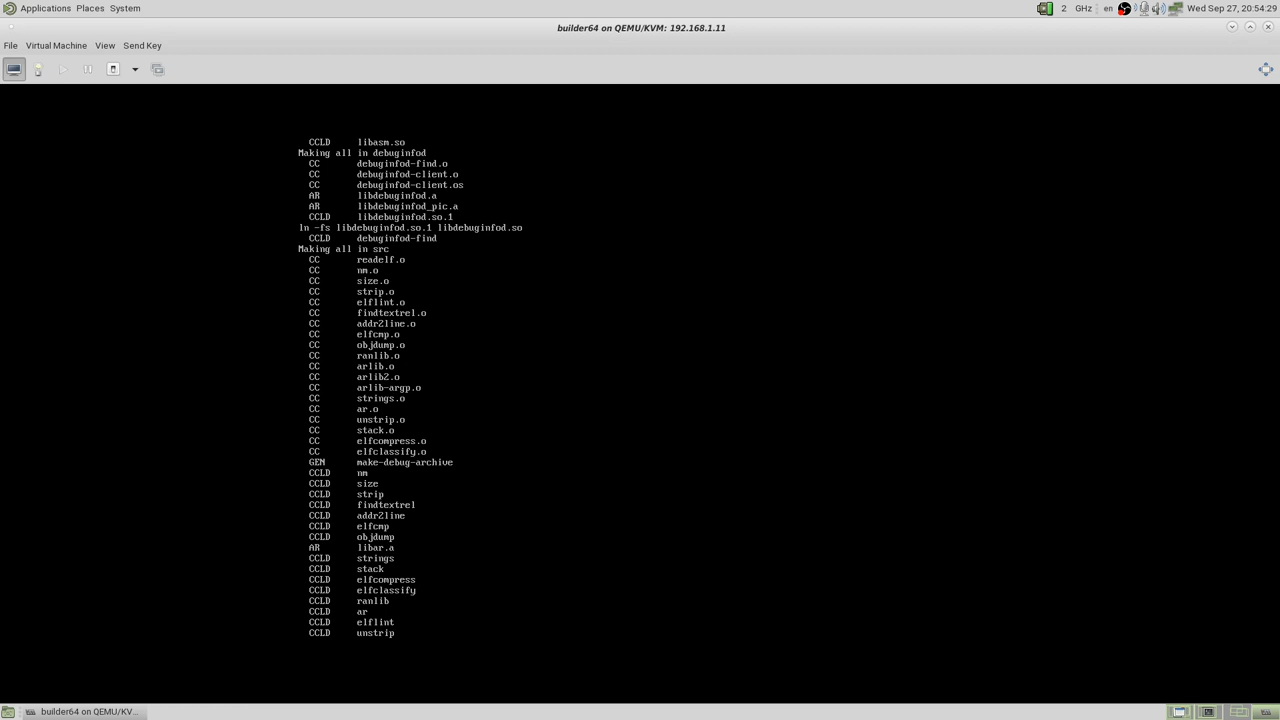 Applications Places System
2 GHz en Wed Sep 27, 20:54:29
builder64 on QEMU/KVM: 192.168.1.11
File Virtual Machine View Send Key
CCLD libasm.so
Making all in debuginfod
CC debuginfod-find.o
CC debuginfod-client.o
CC debuginfod-client.os
AR libdebuginfod.a
AR libdebuginfod_pic.a
CCLD libdebuginfod.so.1
ln -fs libdebuginfod.so.1 libdebuginfod.so
CCLD debuginfod-find
Making all in src
CC readelf.o
CC nm.o
CC size.o
CC strip.o
CC elflint.o
CC findtextrel.o
CC addr2line.o
CC elfcmp.o
CC objdump.o
CC ranlib.o
CC arlib.o
CC arlib2.o
CC arlib-argp.o
CC strings.o
CC ar.o
CC unstrip.o
CC stack.o
CC elfcompress.o
CC elfclassify.o
GEN make-debug-archive
CCLD nm
CCLD size
CCLD strip
CCLD findtextrel
CCLD addr2line
CCLD elfcmp
CCLD objdump
AR libar.a
CCLD strings
CCLD stack
CCLD elfcompress
CCLD elfclassify
CCLD ranlib
CCLD ar
CCLD elflint
CCLD unstrip
builder64 on QEMU/KV...